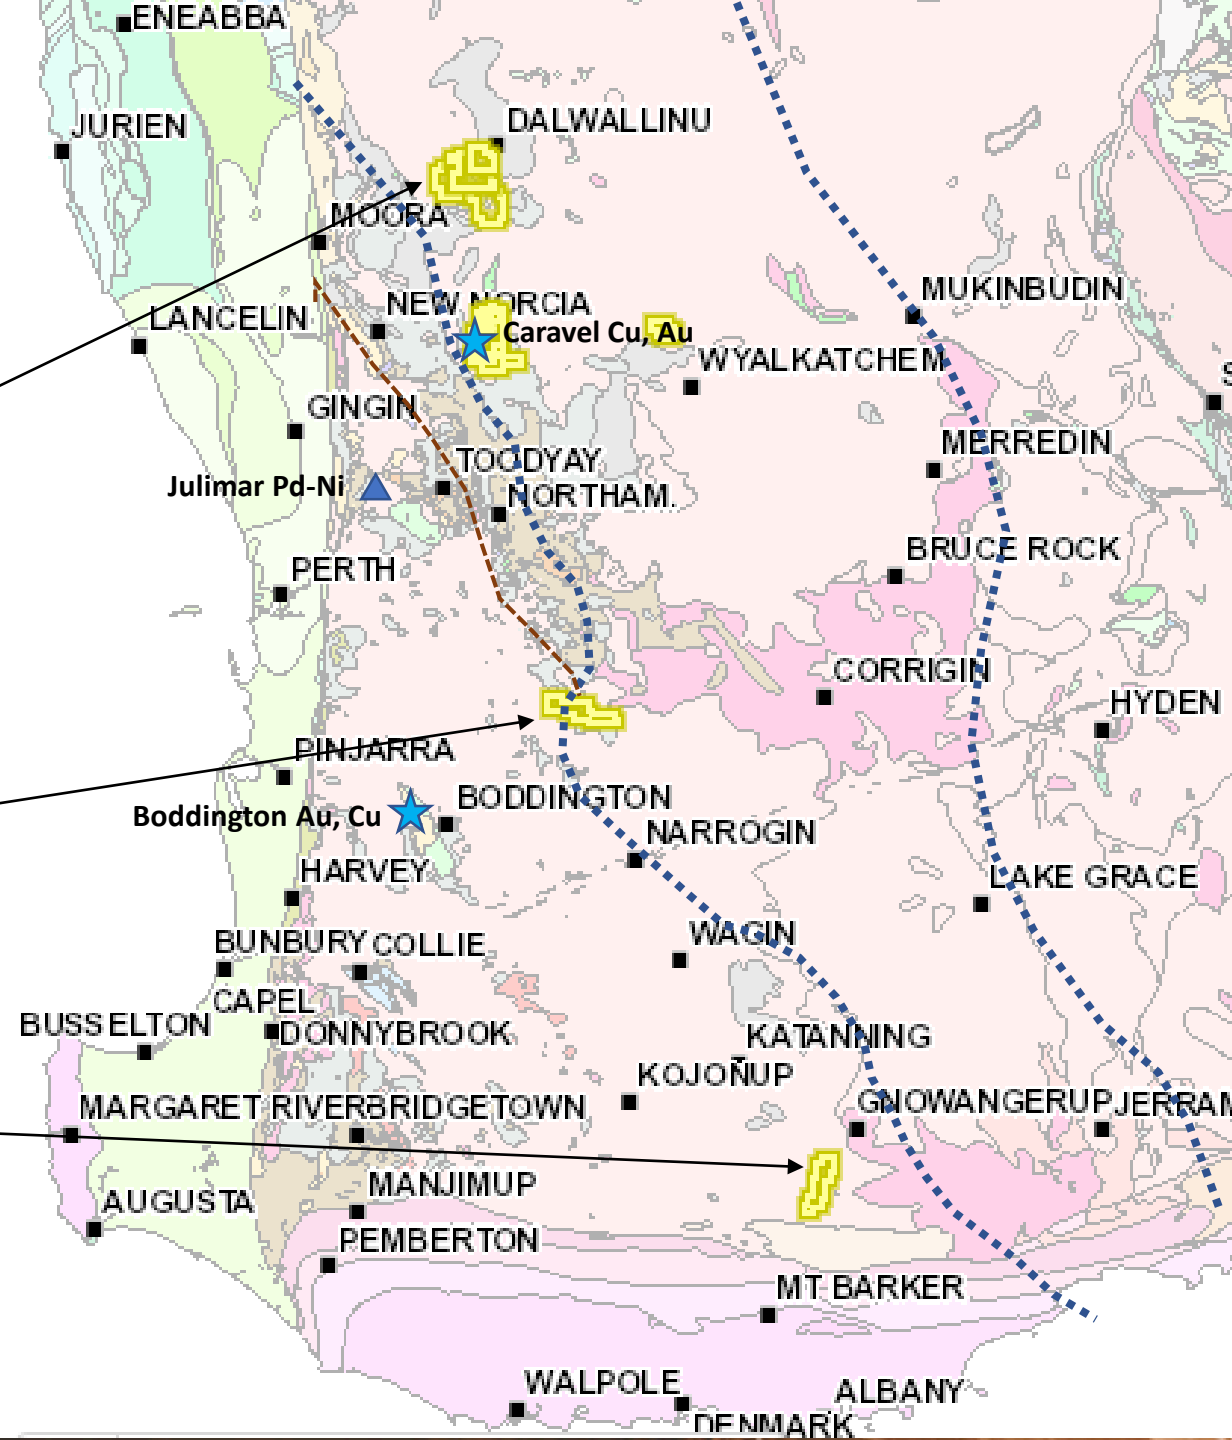 ENEABBA
DALWALLINU
JURIEN
MOORA
MUKINBUDIN
NEW NORCIA
LANCELIN
Caravel Cu, Au
WYALKATCHEM
GINGIN
MERREDIN
TOODYAY
Julimar Pd-Ni
NORTHAM.
BRUCE ROCK
PERTH
CORRIGIN
HYDEN
PINJARRA
BODDINGTON
Boddington Au, Cu
NARROGIN
HARVEY
LAKE GRACE
WAGIN
BUNBURY COLLIE
CAPEL
BUSSELTON
DONNYBROOK
KATANNING
KOJONUP
MARGARET RIVER BRIDGETOWN
GNOWANGERUP JERRAM
MANJIMUP
AUGUSTA
PEMBERTON
MT BARKER
WALPOLE
ALBANY
DENMARK